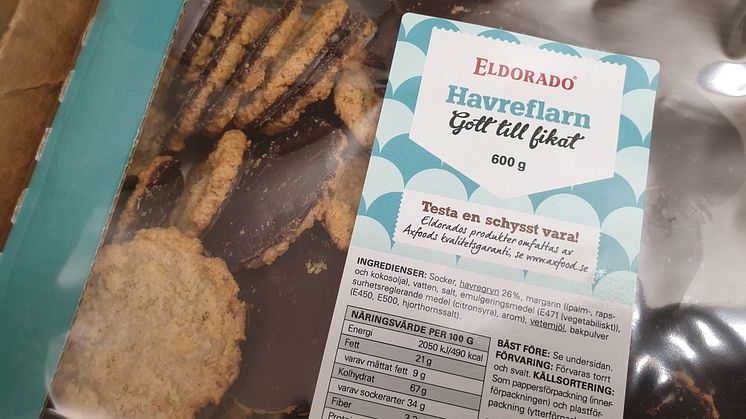 ELDORADO®
Havreflarn
Gott till fikat
600 g
Testa en schysst vara!
Eldorados produkter omfattas av
Axfoods kvalitetsgaranti, se www.axfood.se
INGREDIENSER: Socker, havregryn 26%, margarin ((palm-, raps-
och kokosolja), vatten, salt, emulgeringsmedel (E471 (vegetabiliskt)),
surhetsreglerande medel (citronsyra), arom), vetemjöl, bakpulver
(E450, E500, hjorthornssalt).
NÄRINGSVÄRDE PER 100 G
Energi 2050 kJ/490 kcal
Fett 21 g
varav mättat fett 9 g
Kolhydrat 67 g
varav sockerarter 34 g
Fiber 3,2
BÄST FÖRE: Se undersidan.
FÖRVARING: Förvaras torrt
och svalt. KÄLLSORTERING:
Som pappersförpackning (inner-
förpackningen) och plastför-
packning (ytterförpack